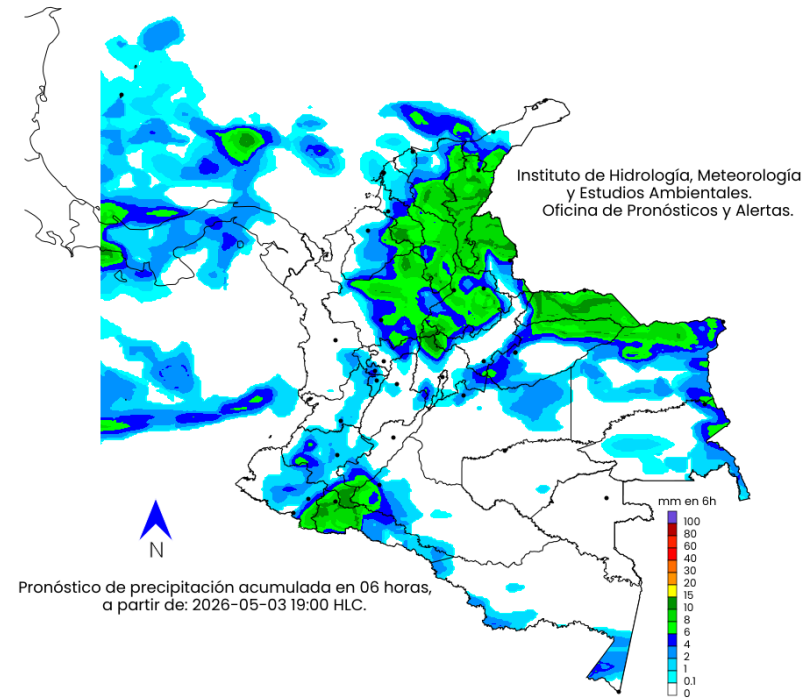 Instituto de Hidrología, Meteorología
y Estudios Ambientales.
Oficina de Pronósticos y Alertas.
N
Pronóstico de precipitación acumulada en 06 horas,
a partir de: 2026-05-03 19:00 HLC.
mm en 6h
100
80
60
40
30
20
15
10
8
6
4
2
1
0.1
0